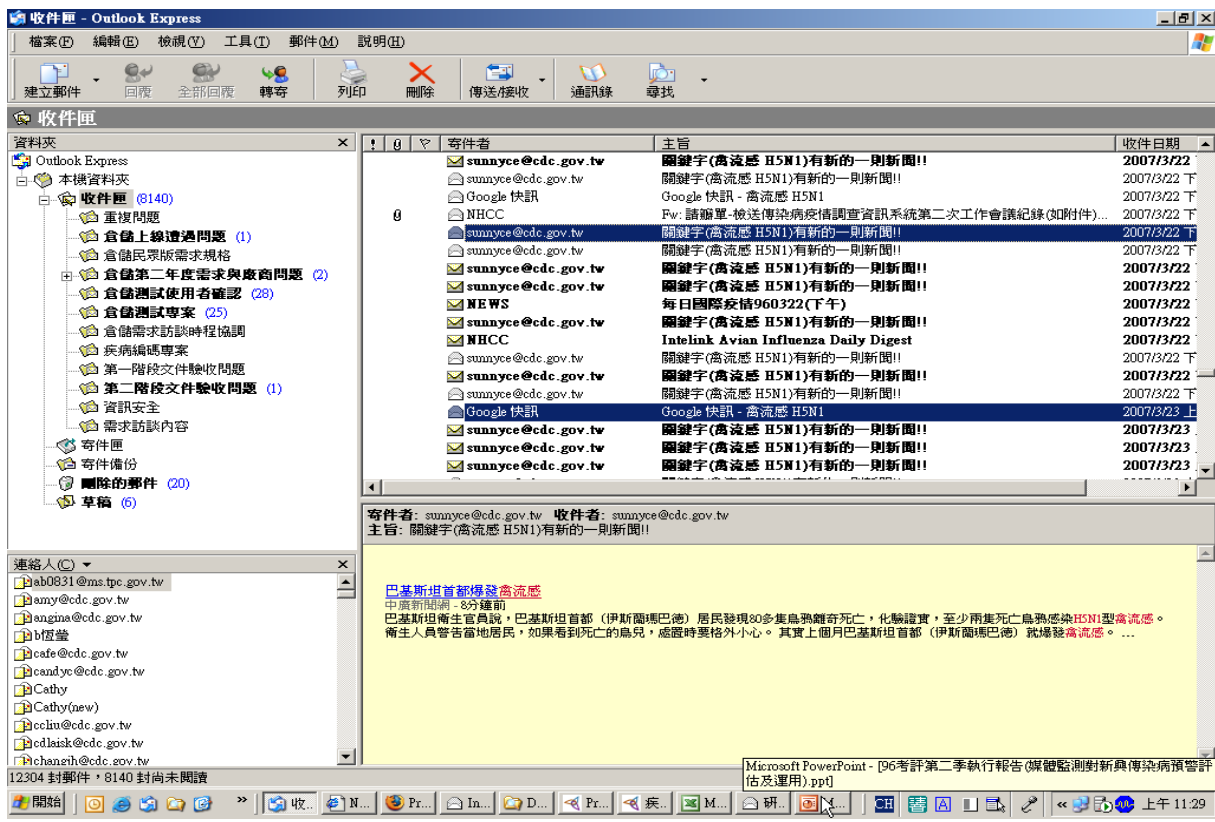 收件匣 - Outlook Express
檔案(F) 編輯(E) 檢視(V) 工具(T) 郵件(M) 說明(H)
建立郵件 回覆 全部回覆 轉寄 列印 刪除 傳送/接收 通訊錄 尋找
收件匣
資料夾
Outlook Express
本機資料夾
收件匣 (8140)
重複問題
倉儲上線遭遇問題 (1)
倉儲民眾版需求規格
倉儲第二年度需求與廠商問題 (2)
倉儲測試使用者確認 (28)
倉儲測試專案 (25)
倉儲需求訪談時程協調
疾病編碼專案
第一階段文件驗收問題
第二階段文件驗收問題 (1)
資訊安全
需求訪談內容
寄件匣
寄件備份
刪除的郵件 (20)
草稿 (6)
連絡人(C)
ab0831@ms.tpc.gov.tw
amy@cdc.gov.tw
angina@cdc.gov.tw
b恆瑩
cafe@cdc.gov.tw
candyc@cdc.gov.tw
Cathy
Cathy(new)
ccliu@cdc.gov.tw
cdlaisk@cdc.gov.tw
changih@cdc.gov.tw
寄件者 主旨 收件日期
sunnyce@cdc.gov.tw 關鍵字(禽流感 H5N1)有新的一則新聞!! 2007/3/22
sunnyce@cdc.gov.tw 關鍵字(禽流感 H5N1)有新的一則新聞!! 2007/3/22 下
Google 快訊 Google 快訊 - 禽流感 H5N1 2007/3/22 下
NHCC Fw: 請轉單-檢送傳染病疫情調查資訊系統第二次工作會議紀錄(如附件)... 2007/3/22 下
sunnyce@cdc.gov.tw 關鍵字(禽流感 H5N1)有新的一則新聞!! 2007/3/22 下
sunnyce@cdc.gov.tw 關鍵字(禽流感 H5N1)有新的一則新聞!! 2007/3/22 下
sunnyce@cdc.gov.tw 關鍵字(禽流感 H5N1)有新的一則新聞!! 2007/3/22
sunnyce@cdc.gov.tw 關鍵字(禽流感 H5N1)有新的一則新聞!! 2007/3/22
NEWS 每日國際疫情960322(下午) 2007/3/22
sunnyce@cdc.gov.tw 關鍵字(禽流感 H5N1)有新的一則新聞!! 2007/3/22
NHCC Intelink Avian Influenza Daily Digest 2007/3/22
sunnyce@cdc.gov.tw 關鍵字(禽流感 H5N1)有新的一則新聞!! 2007/3/22 下
sunnyce@cdc.gov.tw 關鍵字(禽流感 H5N1)有新的一則新聞!! 2007/3/22
sunnyce@cdc.gov.tw 關鍵字(禽流感 H5N1)有新的一則新聞!! 2007/3/22 下
Google 快訊 Google 快訊 - 禽流感 H5N1 2007/3/23 上
sunnyce@cdc.gov.tw 關鍵字(禽流感 H5N1)有新的一則新聞!! 2007/3/23
sunnyce@cdc.gov.tw 關鍵字(禽流感 H5N1)有新的一則新聞!! 2007/3/23
sunnyce@cdc.gov.tw 關鍵字(禽流感 H5N1)有新的一則新聞!! 2007/3/23
寄件者: sunnyce@cdc.gov.tw 收件者: sunnyce@cdc.gov.tw
主旨: 關鍵字(禽流感 H5N1)有新的一則新聞!!
巴基斯坦首都爆發禽流感
中廣新聞網 - 8分鐘前
巴基斯坦衛生官員說，巴基斯坦首都（伊斯蘭瑪巴德）居民發現80多隻烏鴉離奇死亡，化驗證實，至少兩隻死亡烏鴉感染H5N1型禽流感。
衛生人員警告當地居民，如果看到死亡的鳥兒，處置時要格外小心。 其實上個月巴基斯坦首都（伊斯蘭瑪巴德）就爆發禽流感。 ...
12304 封郵件，8140 封尚未閱讀
Microsoft PowerPoint - [96考評第二季執行報告(媒體監測對新興傳染病預警評
估及運用).ppt]
開始 » 收.. N... Pr... In... D... Pr... 疾.. M... 研.. M... CH « 上午 11:29